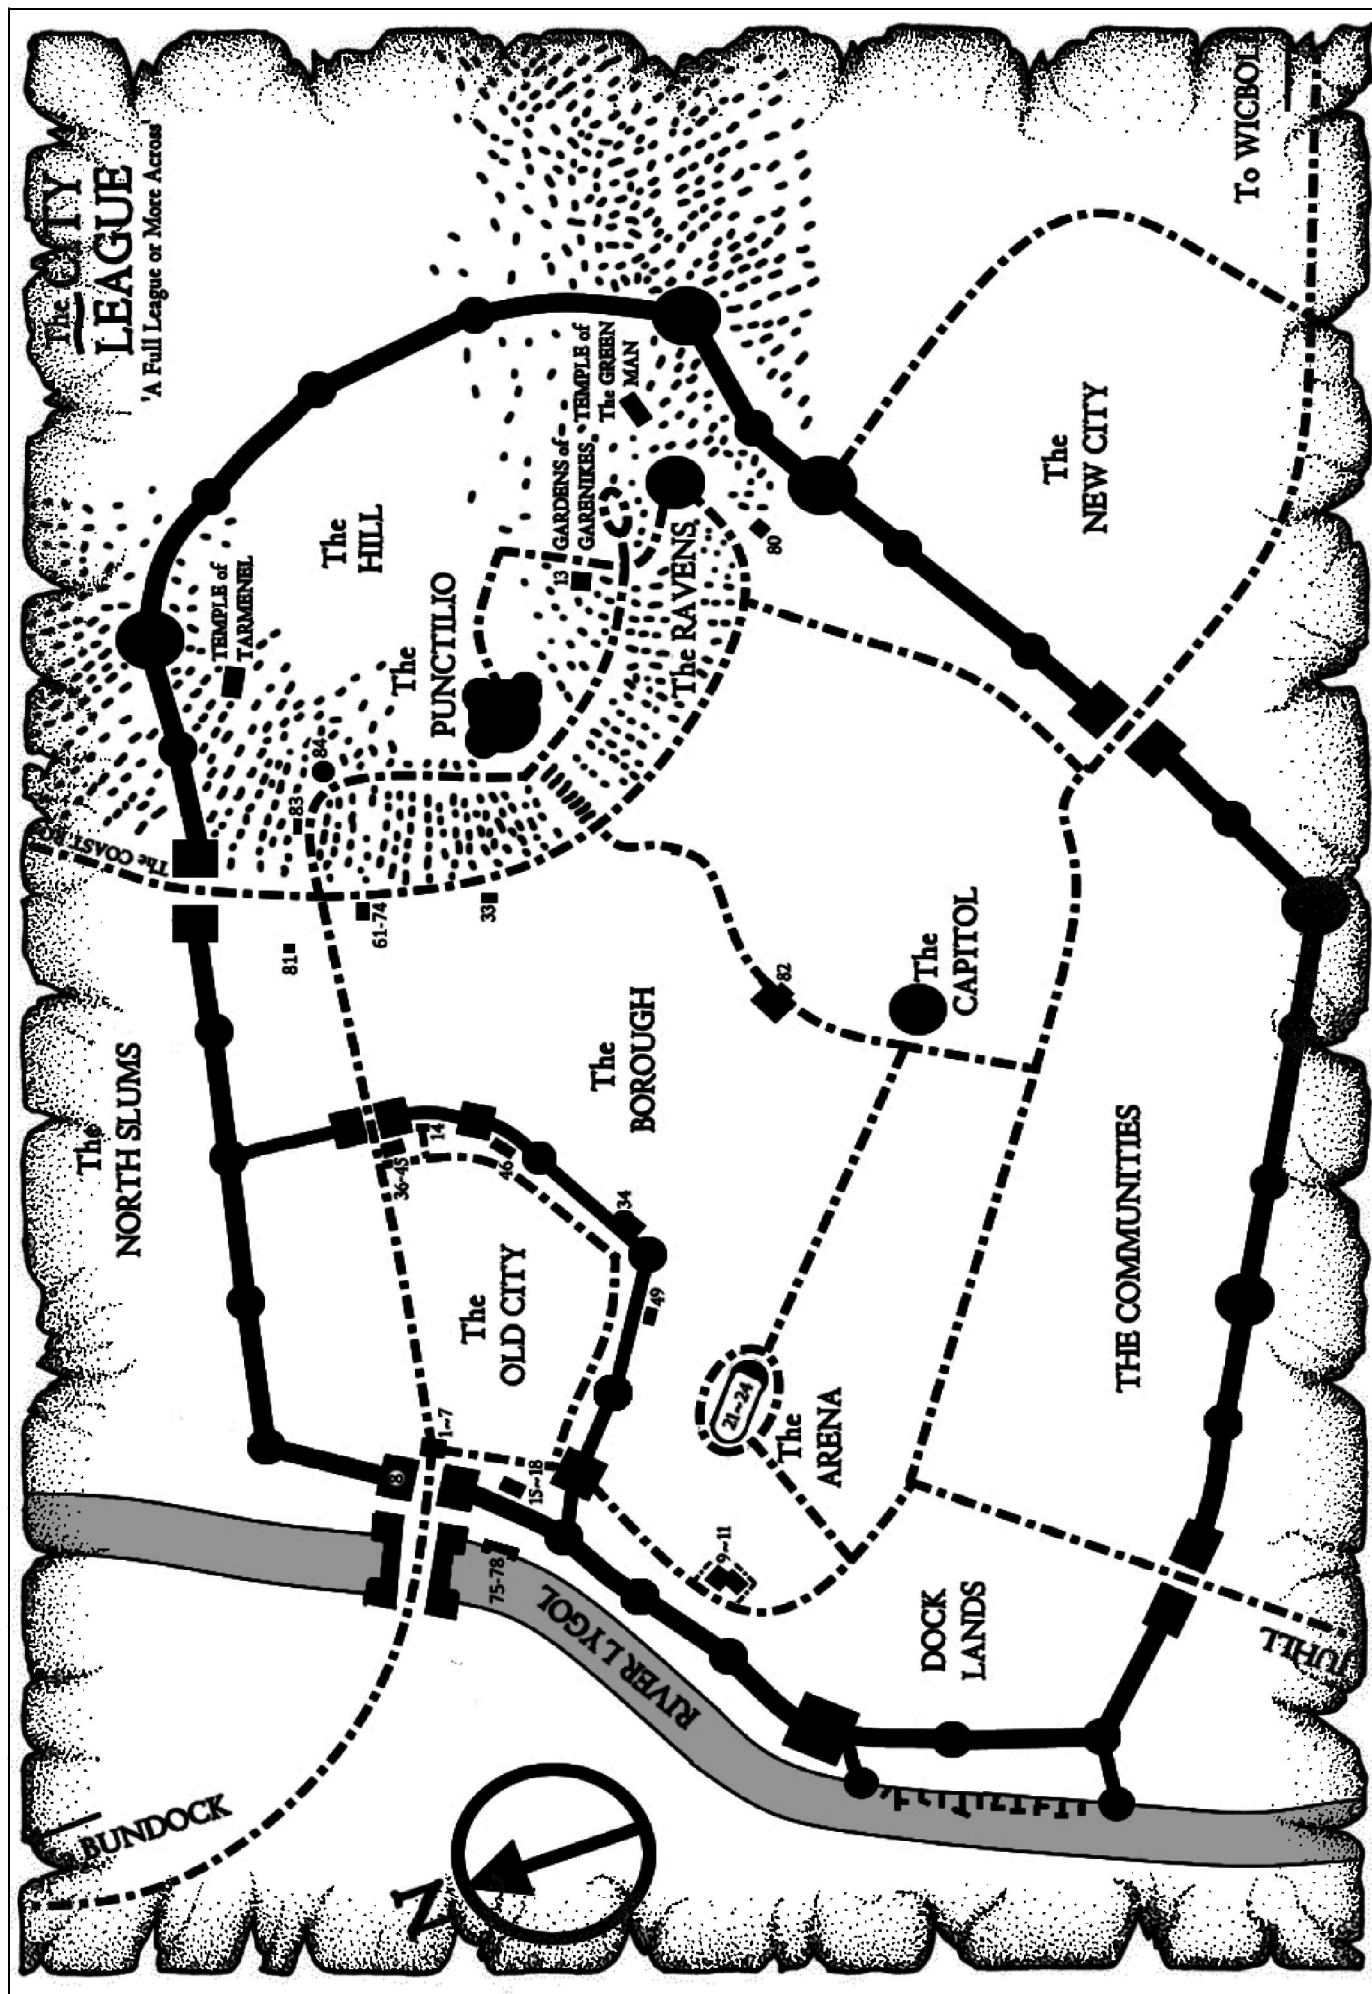 The CITY
LEAGUE
'A Full League or More Across'
To WICBOL
The COAST
The
NORTH SLUMS
TEMPLE of
TARMENEL
The
HILL
The
PUNCTILIO
GARDENS of
GARENIKES
TEMPLE of
The GREEN
MAN
The RAVENS
13
80
84
83
81
61-74
33
The
NEW CITY
82
The
CAPITOL
The
BOROUGH
36-45
14
46
34
49
The
OLD CITY
1~7
8
15~18
75-78
21~24
The
ARENA
9~11
THE COMMUNITIES
DOCK
LANDS
TUHILL
RIVER LYGOL
BUNDOCK
N